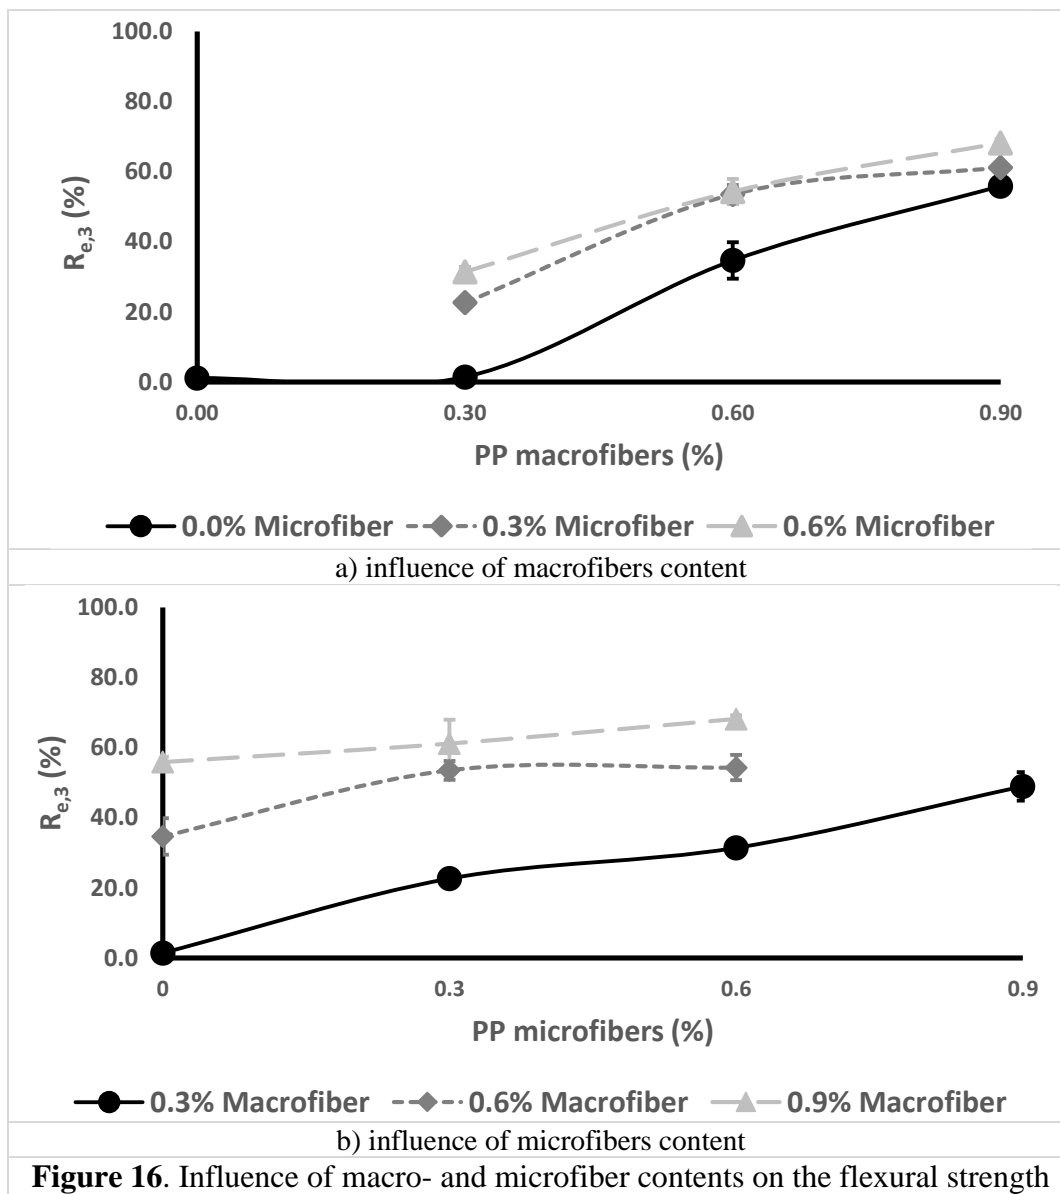 100.0
80.0
60.0
40.0
20.0
0.0
Re,3 (%)
0.00 0.30 0.60 0.90
PP macrofibers (%)
0.0% Microfiber 0.3% Microfiber 0.6% Microfiber
a) influence of macrofibers content
100.0
80.0
60.0
40.0
20.0
0.0
Re,3 (%)
0 0.3 0.6 0.9
PP microfibers (%)
0.3% Macrofiber 0.6% Macrofiber 0.9% Macrofiber
b) influence of microfibers content
Figure 16. Influence of macro- and microfiber contents on the flexural strength